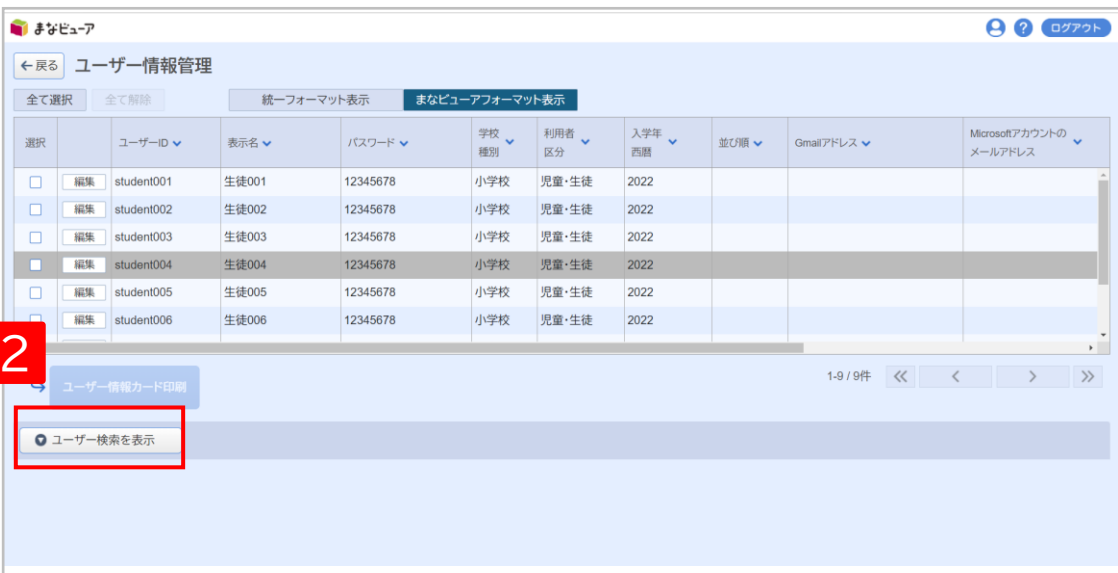 まなビューア
? ログアウト
←戻る ユーザー情報管理
全て選択 全て解除 統一フォーマット表示 まなビューアフォーマット表示
選択 ユーザーID 表示名 パスワード 学校種別 利用者区分 入学年西暦 並び順 Gmailアドレス Microsoftアカウントのメールアドレス
編集 student001 生徒001 12345678 小学校 児童・生徒 2022
編集 student002 生徒002 12345678 小学校 児童・生徒 2022
編集 student003 生徒003 12345678 小学校 児童・生徒 2022
編集 student004 生徒004 12345678 小学校 児童・生徒 2022
編集 student005 生徒005 12345678 小学校 児童・生徒 2022
編集 student006 生徒006 12345678 小学校 児童・生徒 2022
2
ユーザー情報カード印刷 1-9 / 9件
ユーザー検索を表示